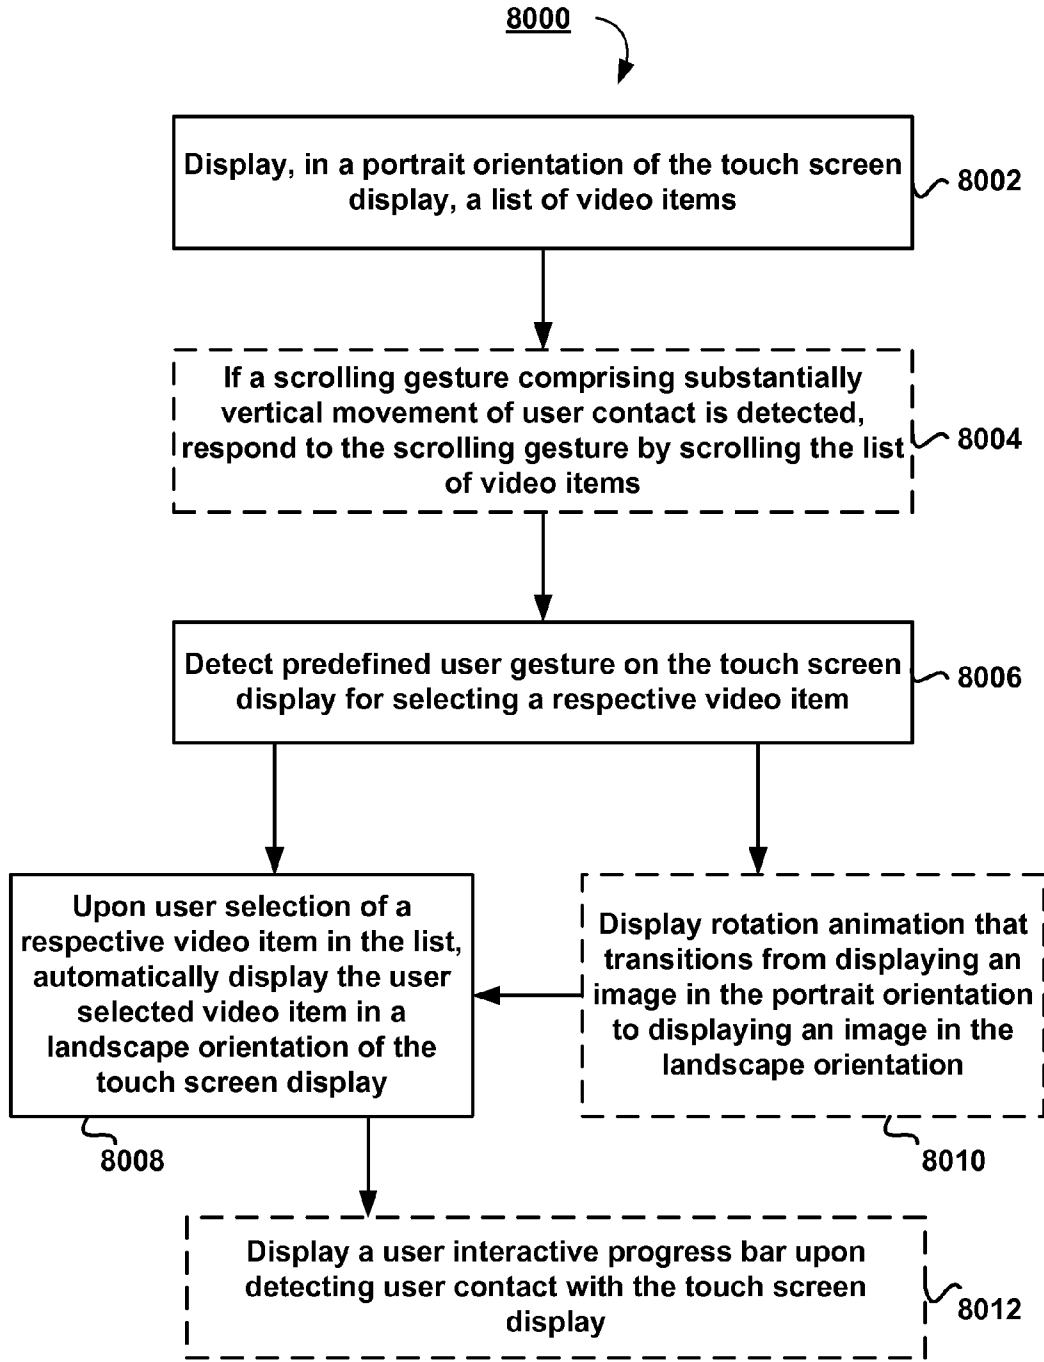 8000
Display, in a portrait orientation of the touch screen
display, a list of video items
8002
If a scrolling gesture comprising substantially
vertical movement of user contact is detected,
respond to the scrolling gesture by scrolling the list
of video items
8004
Detect predefined user gesture on the touch screen
display for selecting a respective video item
8006
Upon user selection of a
respective video item in the list,
automatically display the user
selected video item in a
landscape orientation of the
touch screen display
8008
Display rotation animation that
transitions from displaying an
image in the portrait orientation
to displaying an image in the
landscape orientation
8010
Display a user interactive progress bar upon
detecting user contact with the touch screen
display
8012